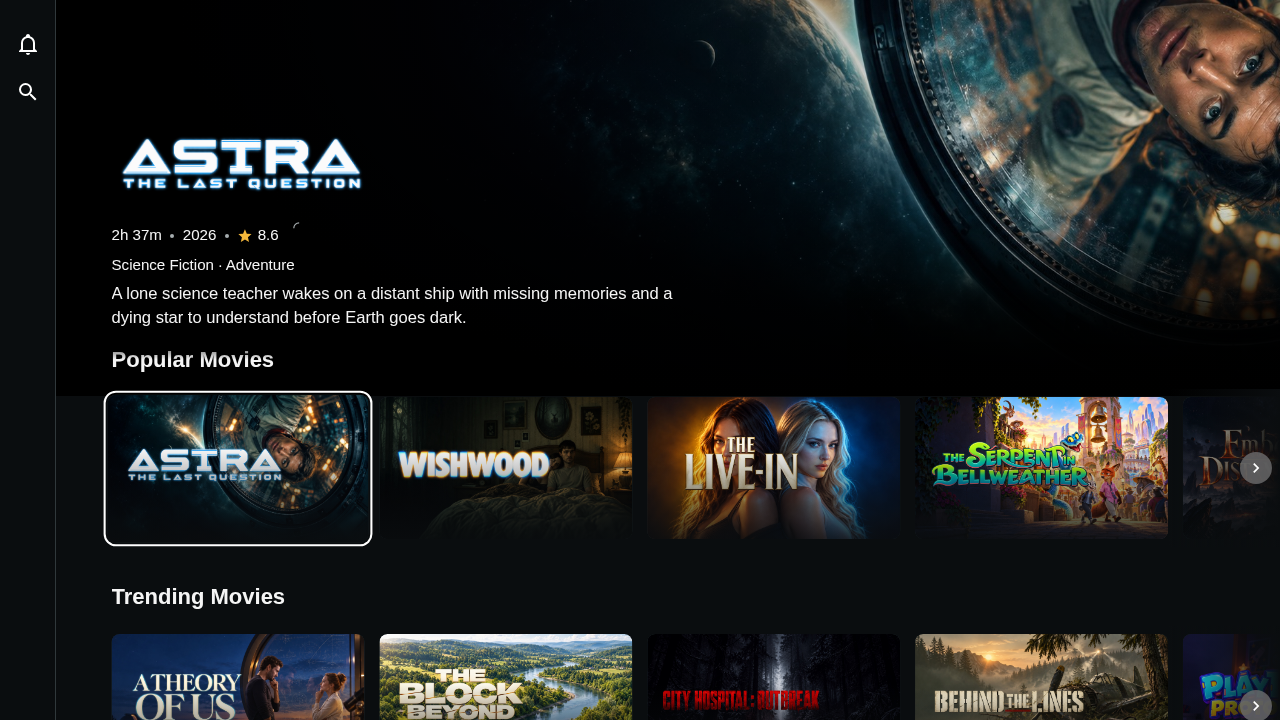 ASTRA
THE LAST QUESTION
2h 37m • 2026 • 8.6
Science Fiction · Adventure
A lone science teacher wakes on a distant ship with missing memories and a
dying star to understand before Earth goes dark.
Popular Movies
ASTRA
THE LAST QUESTION
WISHWOOD
THE
LIVE-IN
THE SERPENT IN
BELLWEATHER
Trending Movies
A THEORY
OF US
THE
BLOCK
BEYOND
CITY HOSPITAL: OUTBREAK
BEHIND THE LINES
PLAY